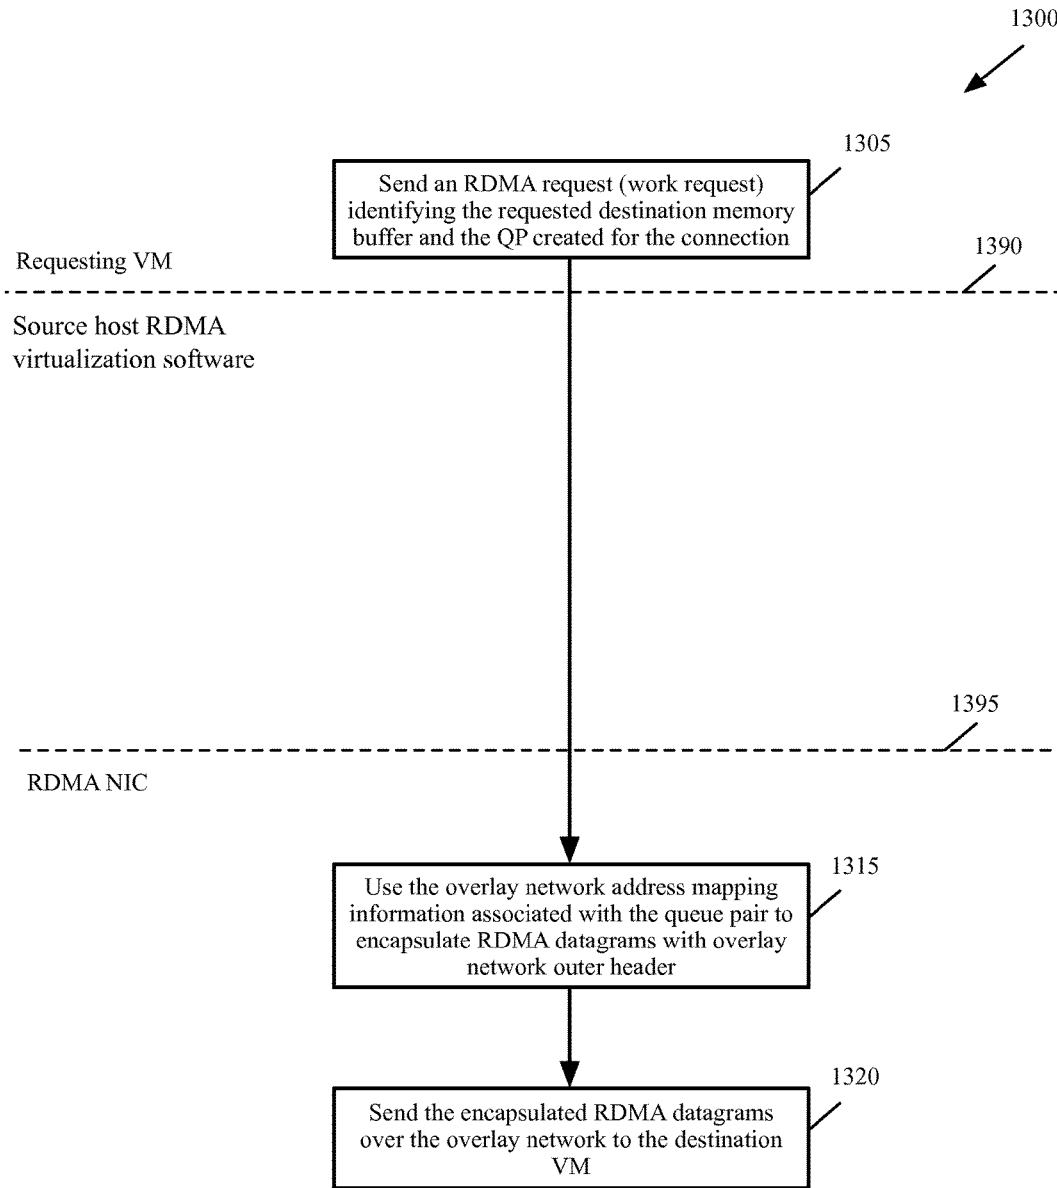 1300
1305
Send an RDMA request (work request)
identifying the requested destination memory
buffer and the QP created for the connection
Requesting VM
1390
Source host RDMA
virtualization software
1395
RDMA NIC
1315
Use the overlay network address mapping
information associated with the queue pair to
encapsulate RDMA datagrams with overlay
network outer header
1320
Send the encapsulated RDMA datagrams
over the overlay network to the destination
VM